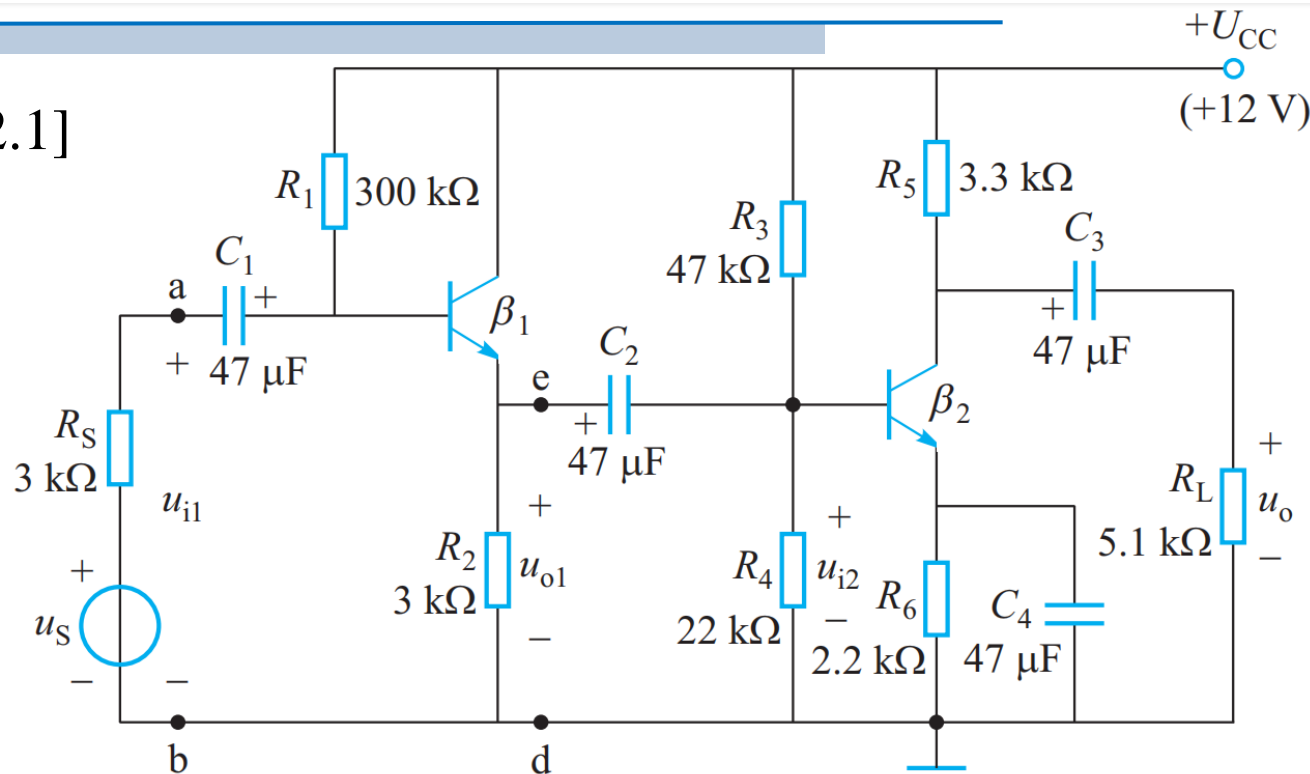 +U_CC
(+12 V)
2.1]
R_1 300 kΩ
R_5 3.3 kΩ
R_3
47 kΩ
C_3
+
47 μF
C_1
a
+
+ 47 μF
β_1
C_2
e
+
47 μF
β_2
R_S
3 kΩ
u_i1
+
u_S
−
−
+
R_2
3 kΩ
u_o1
−
R_4
22 kΩ
+
u_i2
−
R_6
2.2 kΩ
C_4
47 μF
R_L
5.1 kΩ
+
u_o
−
b
d